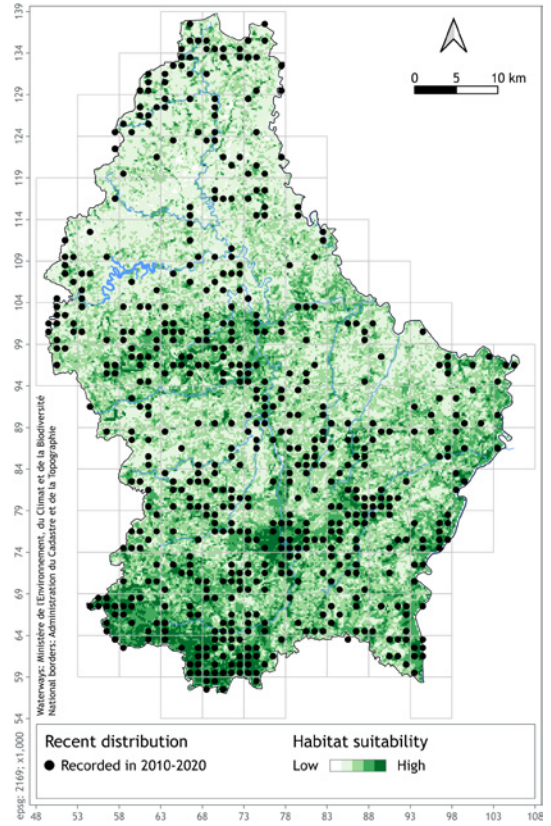 139
134
129
124
119
114
109
104
99
94
89
84
79
74
69
64
59
54
0 5 10 km
Waterways: Ministère de l'Environnement, du Climat et de la Biodiversité
National borders: Administration du Cadastre et de la Topographie
epsg: 2169; x1,000
Recent distribution
Recorded in 2010-2020
Habitat suitability
Low High
48 53 58 63 68 73 78 83 88 93 98 103 108